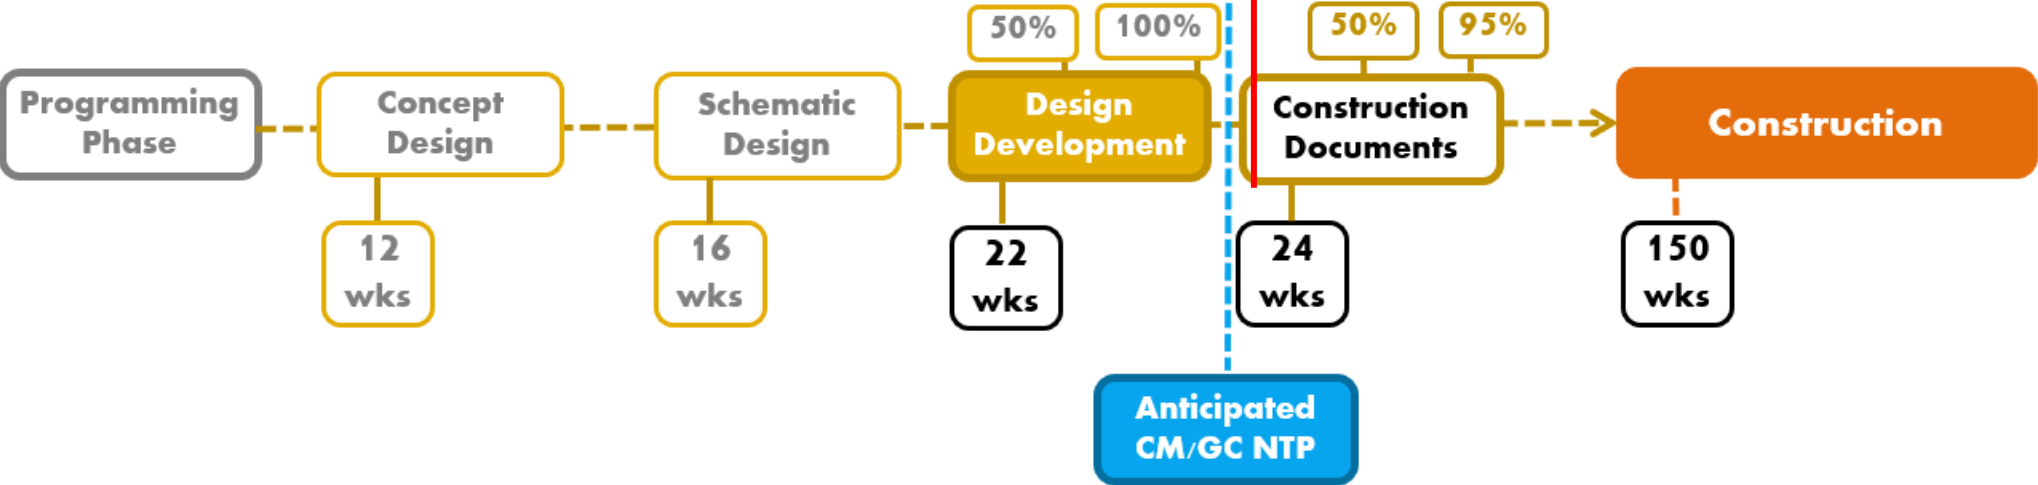 50%
100%
50%
95%
Programming
Phase
Concept
Design
Schematic
Design
Design
Development
Construction
Documents
Construction
12
wks
16
wks
22
wks
24
wks
150
wks
Anticipated
CM/GC NTP